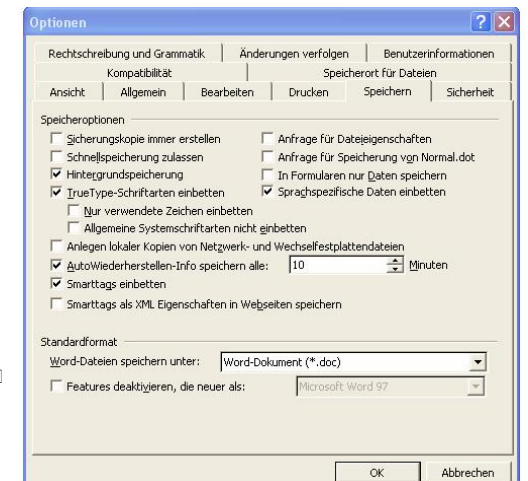 Optionen
Rechtschreibung und Grammatik Änderungen verfolgen Benutzerinformationen
Kompatibilität Speicherort für Dateien
Ansicht Allgemein Bearbeiten Drucken Speichern Sicherheit
Speicheroptionen
Sicherungskopie immer erstellen Anfrage für Dateieigenschaften
Schnellspeicherung zulassen Anfrage für Speicherung von Normal.dot
Hintergrundspeicherung In Formularen nur Daten speichern
TrueType-Schriftarten einbetten Sprachspezifische Daten einbetten
Nur verwendete Zeichen einbetten
Allgemeine Systemschriftarten nicht einbetten
Anlegen lokaler Kopien von Netzwerk- und Wechselfestplattendateien
AutoWiederherstellen-Info speichern alle: 10 Minuten
Smarttags einbetten
Smarttags als XML Eigenschaften in Webseiten speichern
Standardformat
Word-Dateien speichern unter: Word-Dokument (*.doc)
Features deaktivieren, die neuer als: Microsoft Word 97
OK Abbrechen